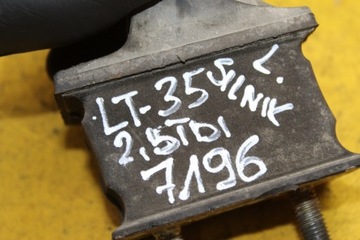 LT-35 L.
SILNIK
2,5TDI
7196